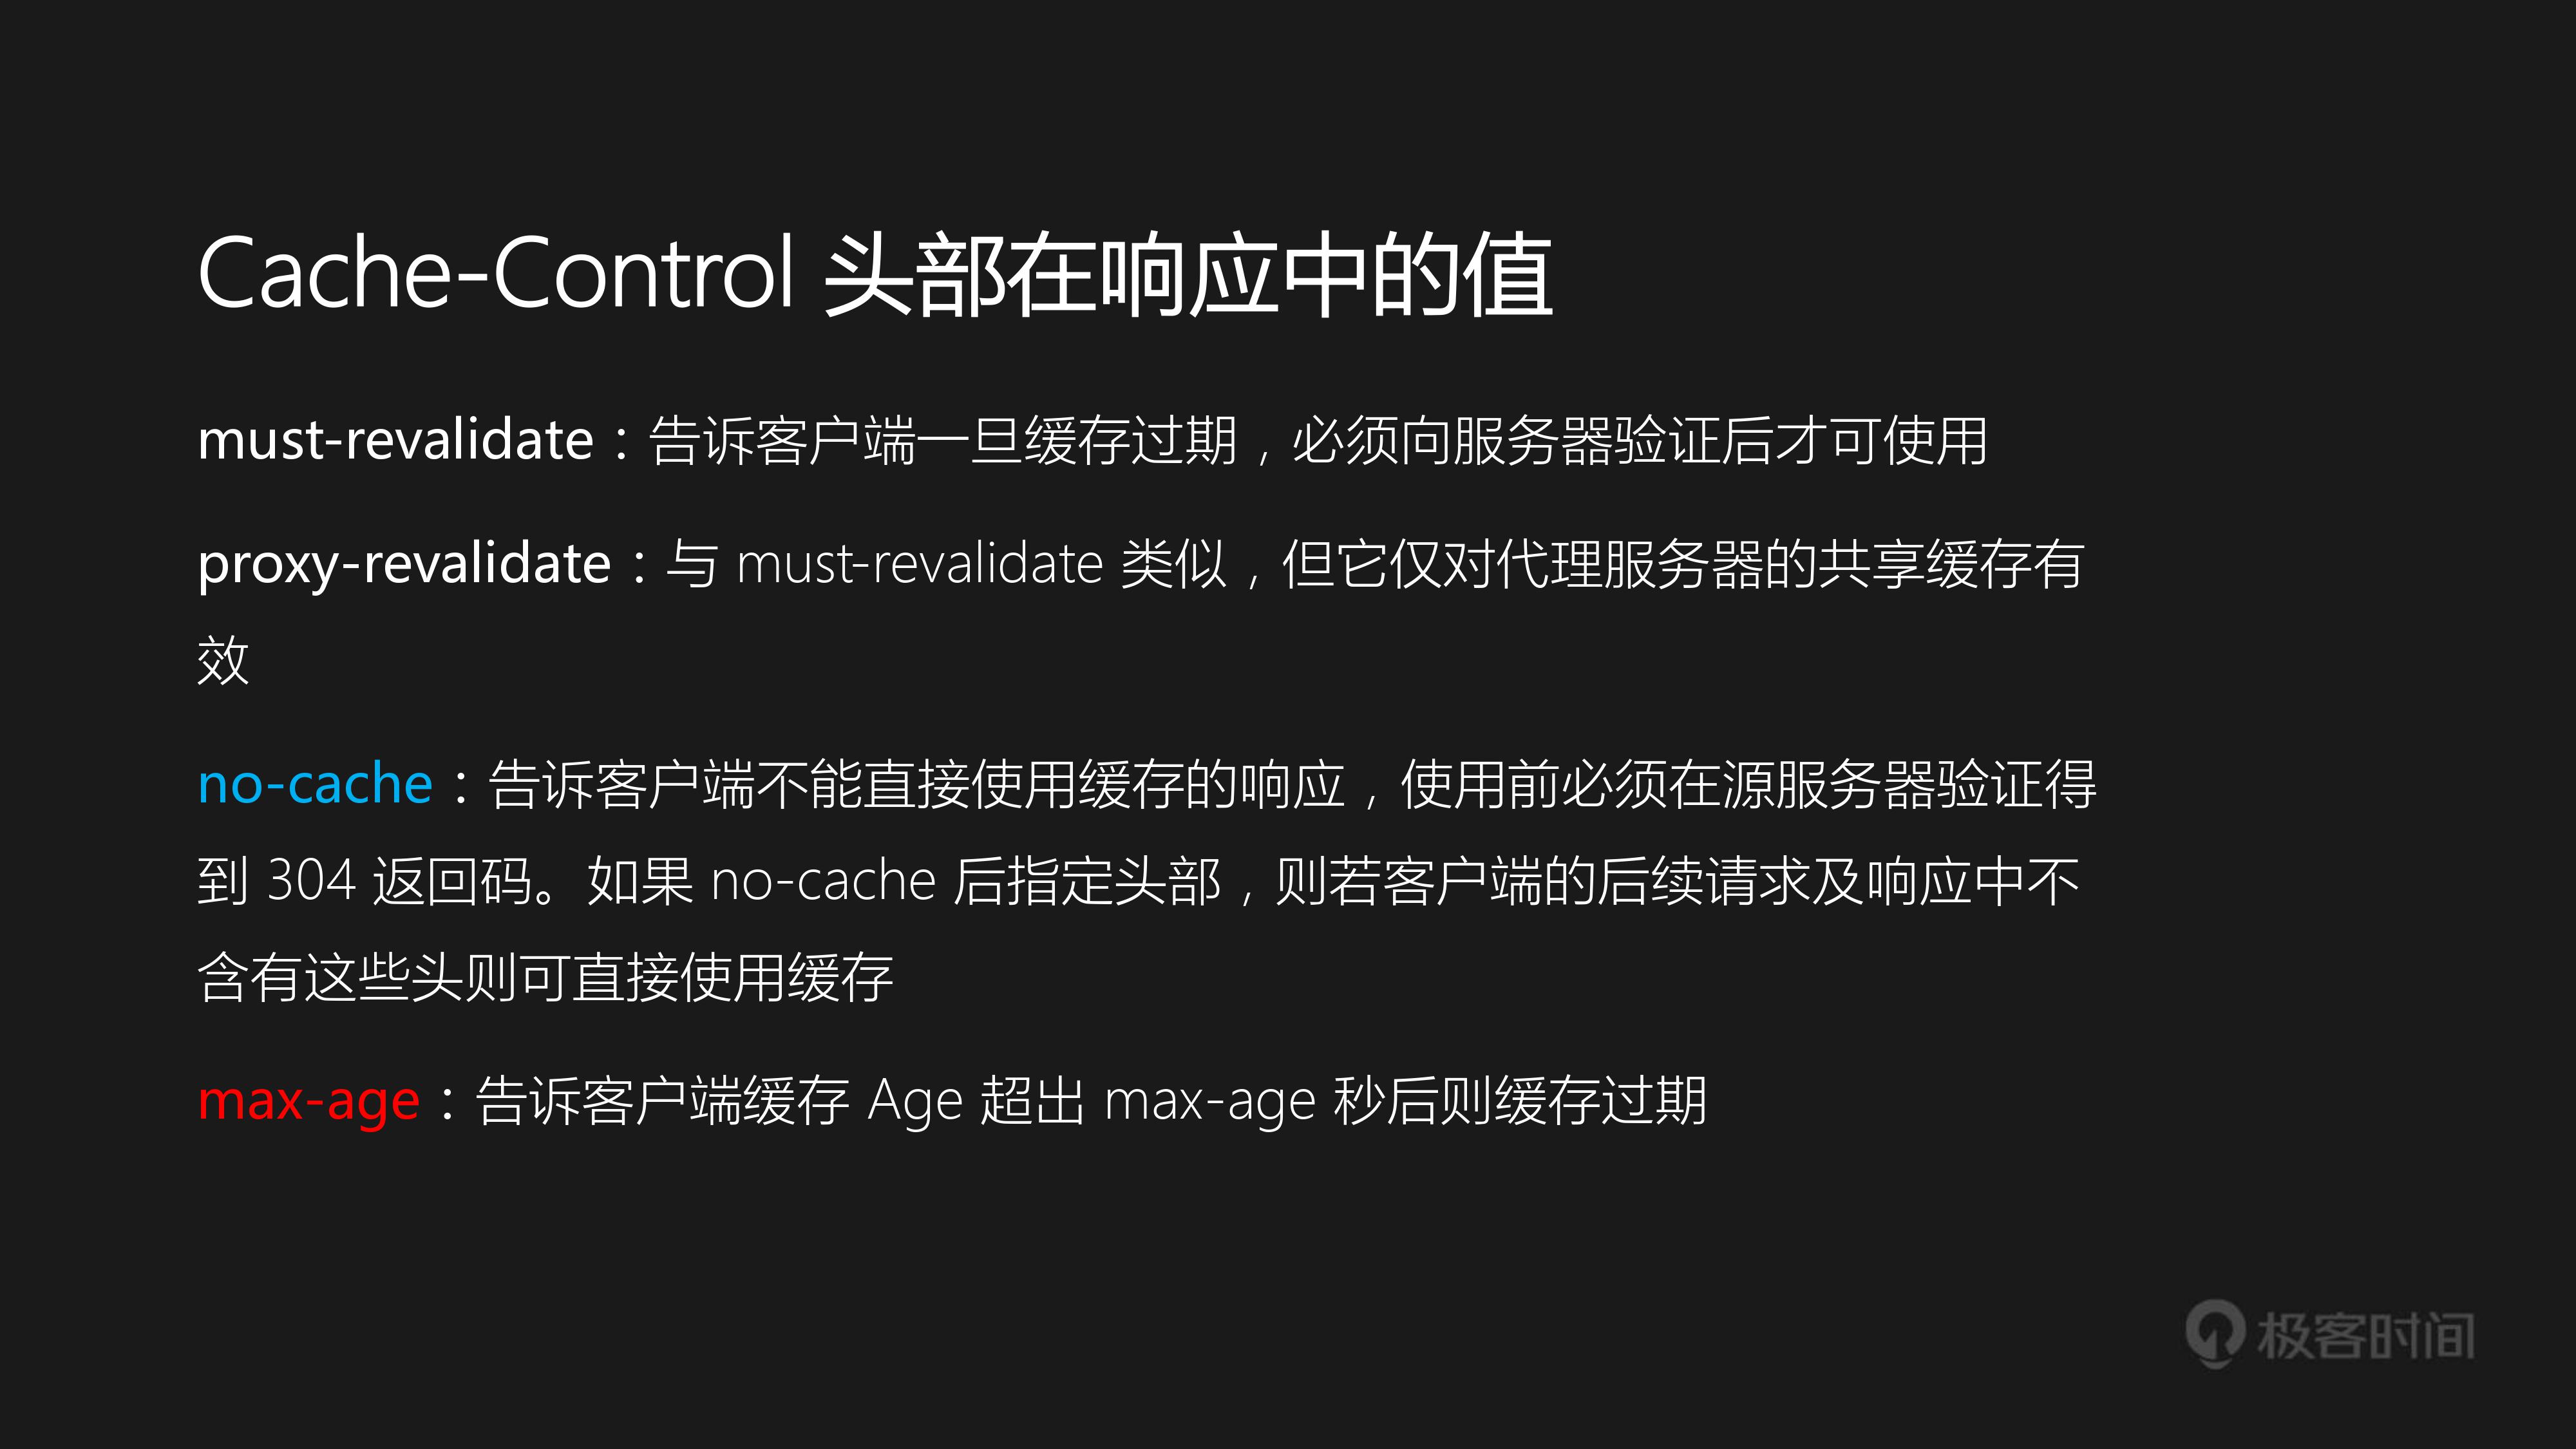 Cache-Control 头部在响应中的值
must-revalidate：告诉客户端一旦缓存过期，必须向服务器验证后才可使用
proxy-revalidate：与 must-revalidate 类似，但它仅对代理服务器的共享缓存有
效
no-cache：告诉客户端不能直接使用缓存的响应，使用前必须在源服务器验证得
到 304 返回码。如果 no-cache 后指定头部，则若客户端的后续请求及响应中不
含有这些头则可直接使用缓存
max-age：告诉客户端缓存 Age 超出 max-age 秒后则缓存过期
极客时间